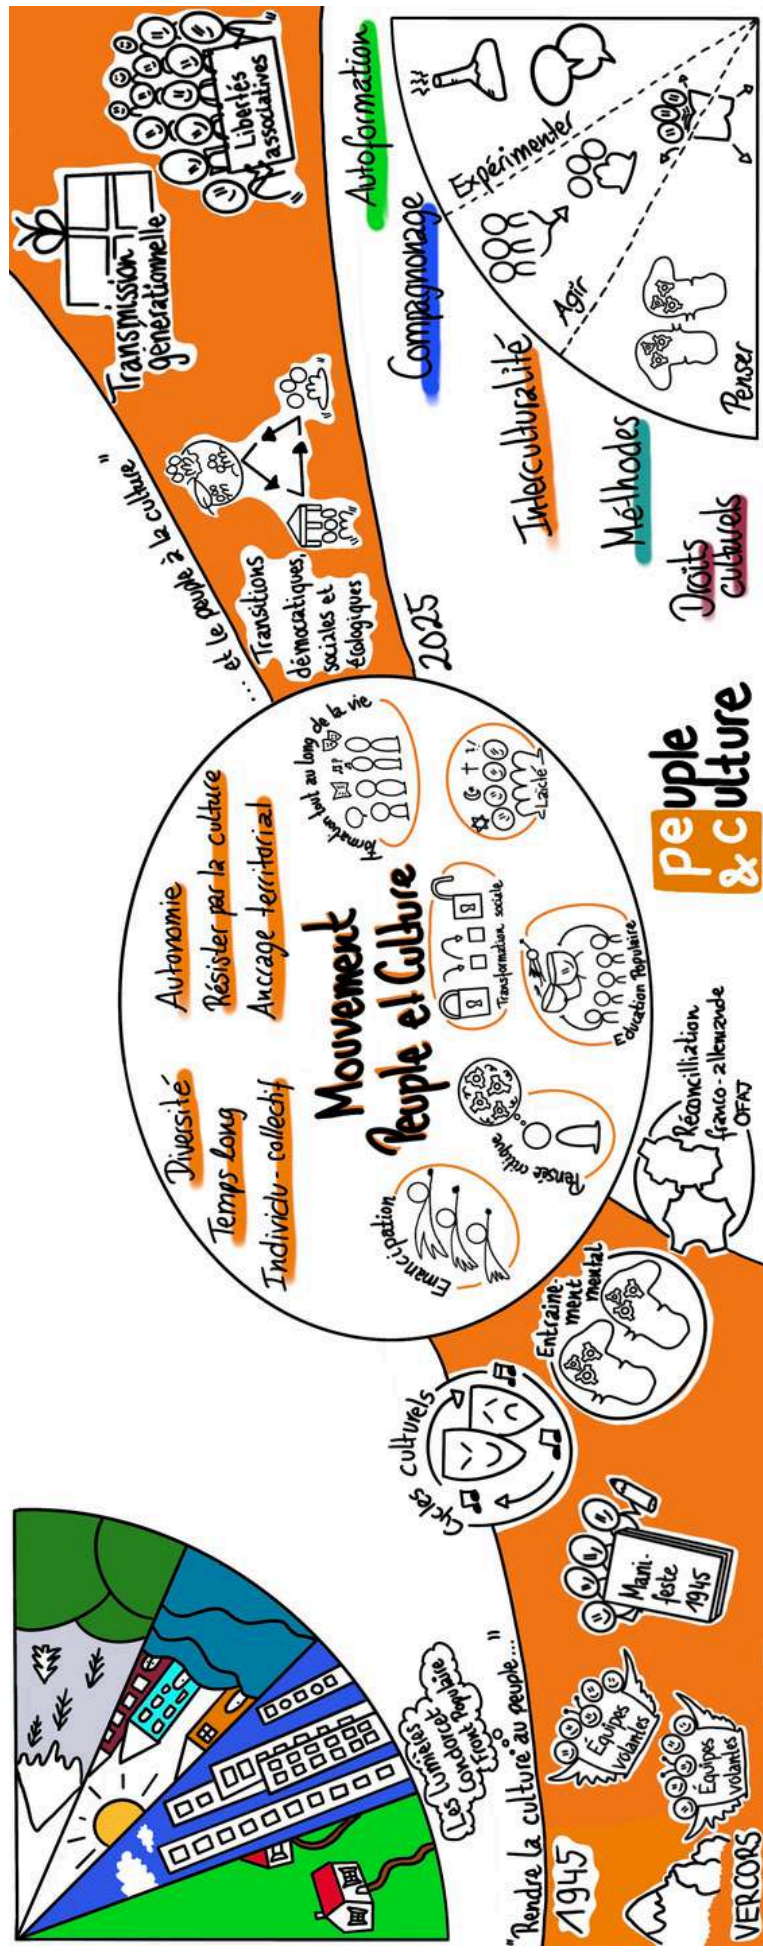 Les Lumières
Condorcet
Front Populaire
"Rendre la culture au peuple..."
1945
VERCORS
Équipes
volantes
Équipes
volantes
Mani-
feste
1945
Cycles culturels
Entraine-
ment
mental
Réconcilliation
franco-allemande
OFAJ
Diversité
Temps long
Individu-collectif
Autonomie
Résister par la culture
Ancrage territorial
Mouvement
Peuple et Culture
Emancipation
Pensée critique
Transformation sociale
Education Populaire
Formation tout au long de la vie
Laïcité
peuple
& culture
.... et le peuple à la culture"
Transitions
démocratiques,
sociales et
écologiques
2025
Transmission
générationnelle
Libertés
associatives
Autoformation
Compagnonage
Interculturalité
Méthodes
Droits
culturels
Expérimenter
Agir
Penser